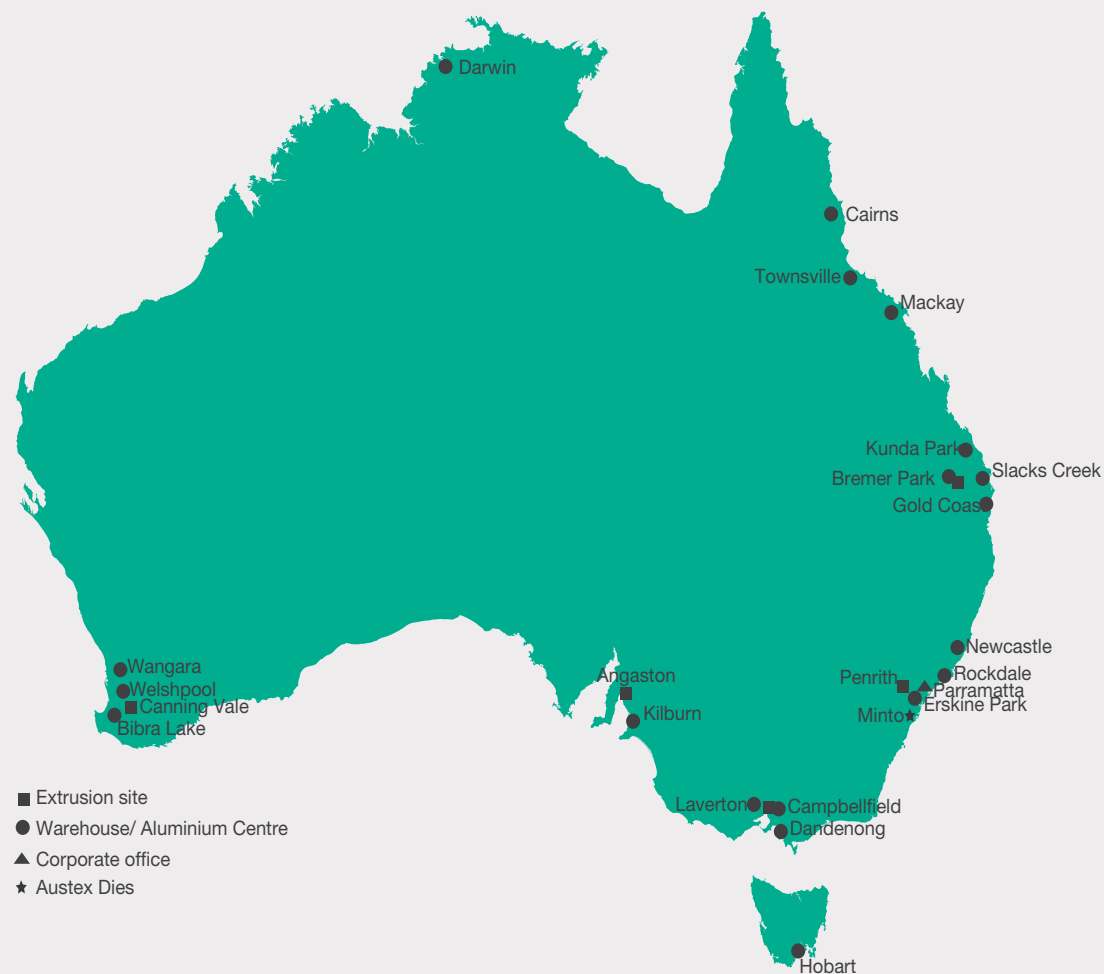 Darwin
Cairns
Townsville
Mackay
Kunda Park
Slacks Creek
Bremer Park
Gold Coas
Newcastle
Wangara
Rockdale
Angaston
Penrith
Welshpool
Parramatta
Canning Vale
Erskine Park
Kilburn
Minto
Bibra Lake
Extrusion site
Laverton
Campbellfield
Warehouse/ Aluminium Centre
Dandenong
Corporate office
Austex Dies
Hobart